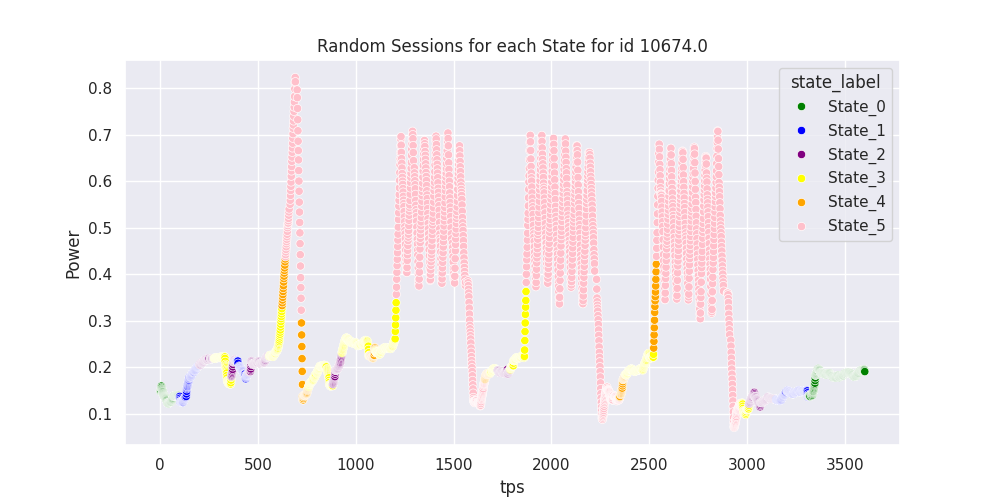 Random Sessions for each State for id 10674.0
state_label
State_0
State_1
State_2
State_3
State_4
State_5
Power
0.8
0.7
0.6
0.5
0.4
0.3
0.2
0.1
0 500 1000 1500 2000 2500 3000 3500
tps